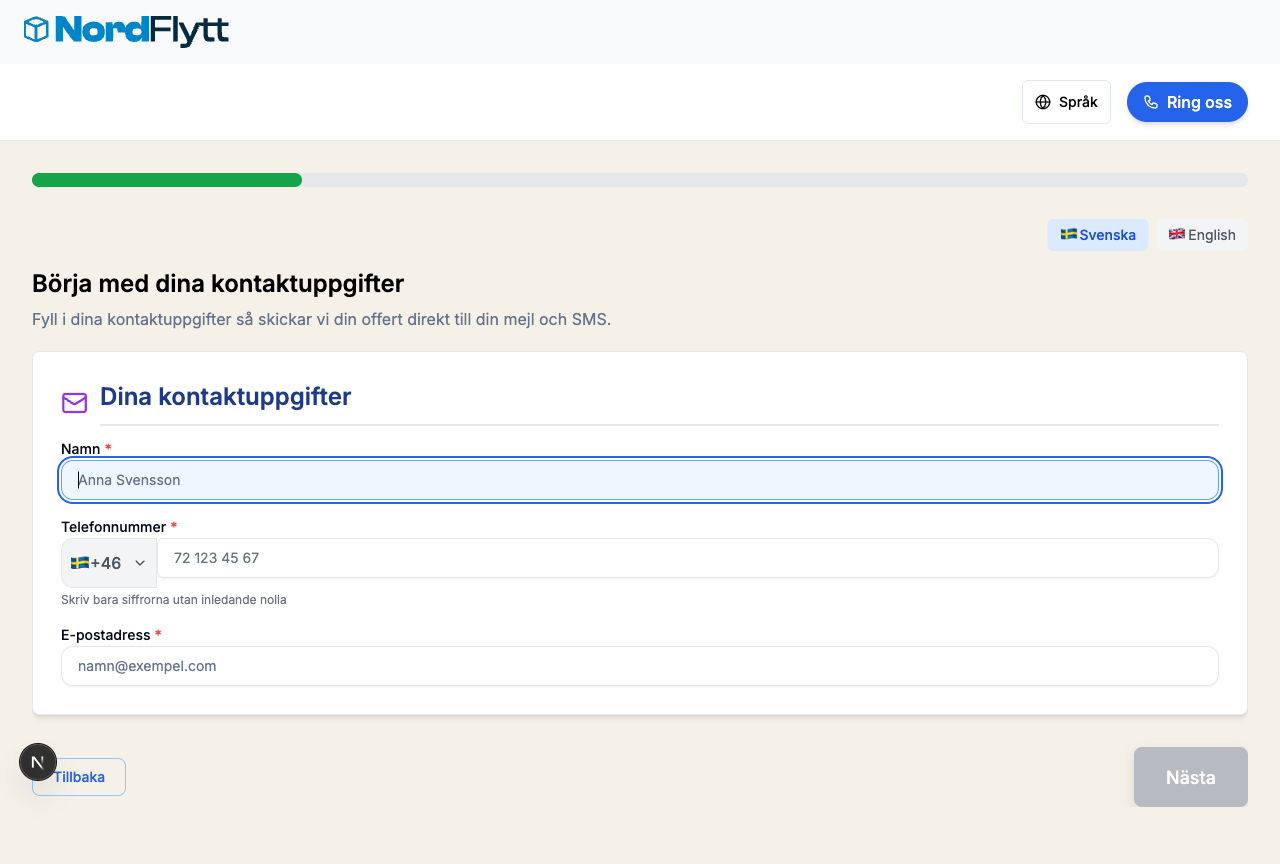 NordFlytt
Språk
Ring oss
Svenska
English
Börja med dina kontaktuppgifter
Fyll i dina kontaktuppgifter så skickar vi din offert direkt till din mejl och SMS.
Dina kontaktuppgifter
Namn *
Anna Svensson
Telefonnummer *
+46
72 123 45 67
Skriv bara siffrorna utan inledande nolla
E-postadress *
namn@exempel.com
N
Tillbaka
Nästa